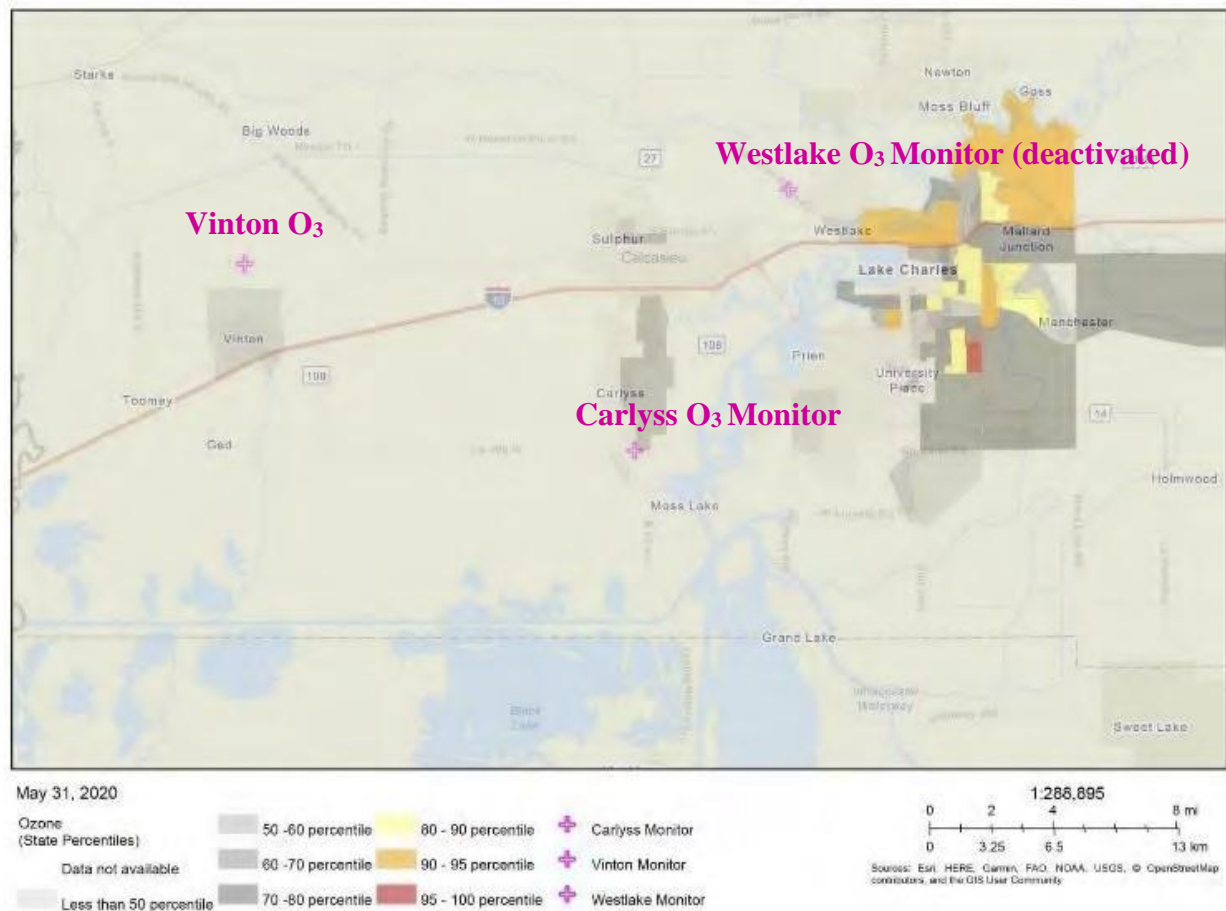 Starke
Newton
Goss
Moss Bluff
Big Woods
Westlake O₃ Monitor (deactivated)
27
Vinton O₃
Westlake
Sulphur
Calcasieu
Mallard
Junction
Lake Charles
Manchester
Vinton
108
Prien
108
University
Place
Toomey
Carlyss
Carlyss O₃ Monitor
14
Ged
Holmwood
Moss Lake
Grand Lake
Black
Lake
Sweet Lake
May 31, 2020
Ozone
(State Percentiles)
Data not available
Less than 50 percentile
50 -60 percentile
60 -70 percentile
70 -80 percentile
80 - 90 percentile
90 - 95 percentile
95 - 100 percentile
Carlyss Monitor
Vinton Monitor
Westlake Monitor
1:288,895
0 2 4 8 mi
0 3.25 6.5 13 km
Sources: Esri, HERE, Garmin, FAO, NOAA, USGS, © OpenStreetMap
contributors, and the GIS User Community